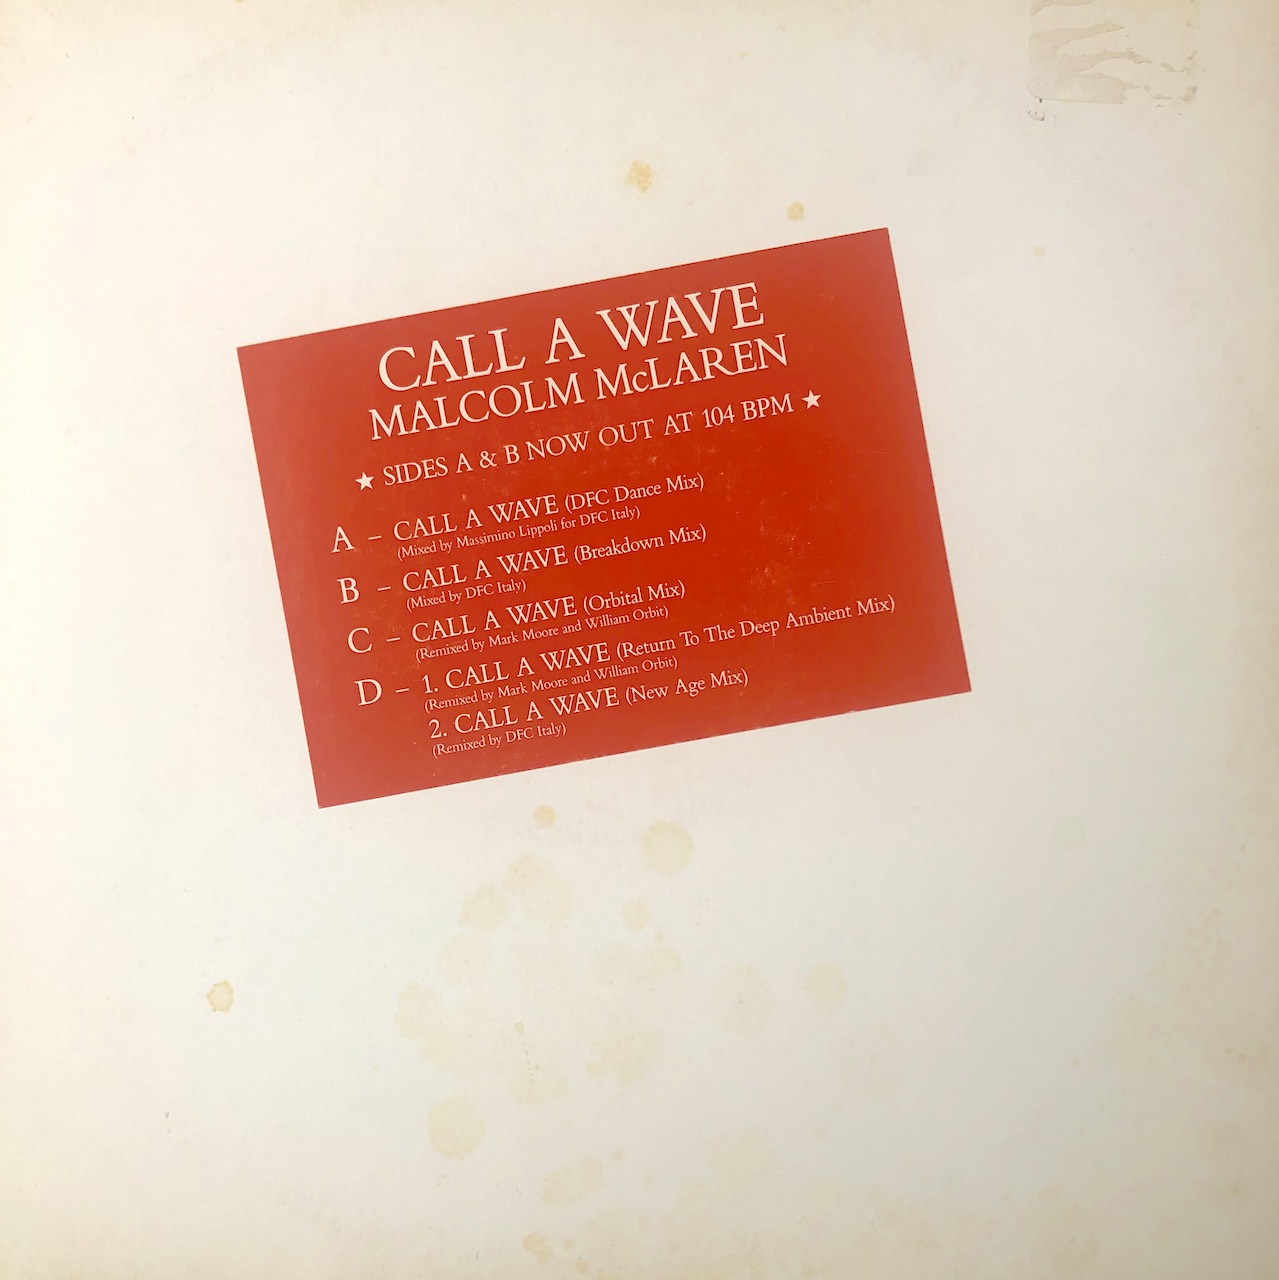 CALL A WAVE
MALCOLM McLAREN
★ SIDES A & B NOW OUT AT 104 BPM ★
A – CALL A WAVE (DFC Dance Mix)
(Mixed by Massimino Lippoli for DFC Italy)
B – CALL A WAVE (Breakdown Mix)
(Mixed by DFC Italy)
C – CALL A WAVE (Orbital Mix)
(Remixed by Mark Moore and William Orbit)
D – 1. CALL A WAVE (Return To The Deep Ambient Mix)
(Remixed by Mark Moore and William Orbit)
2. CALL A WAVE (New Age Mix)
(Remixed by DFC Italy)